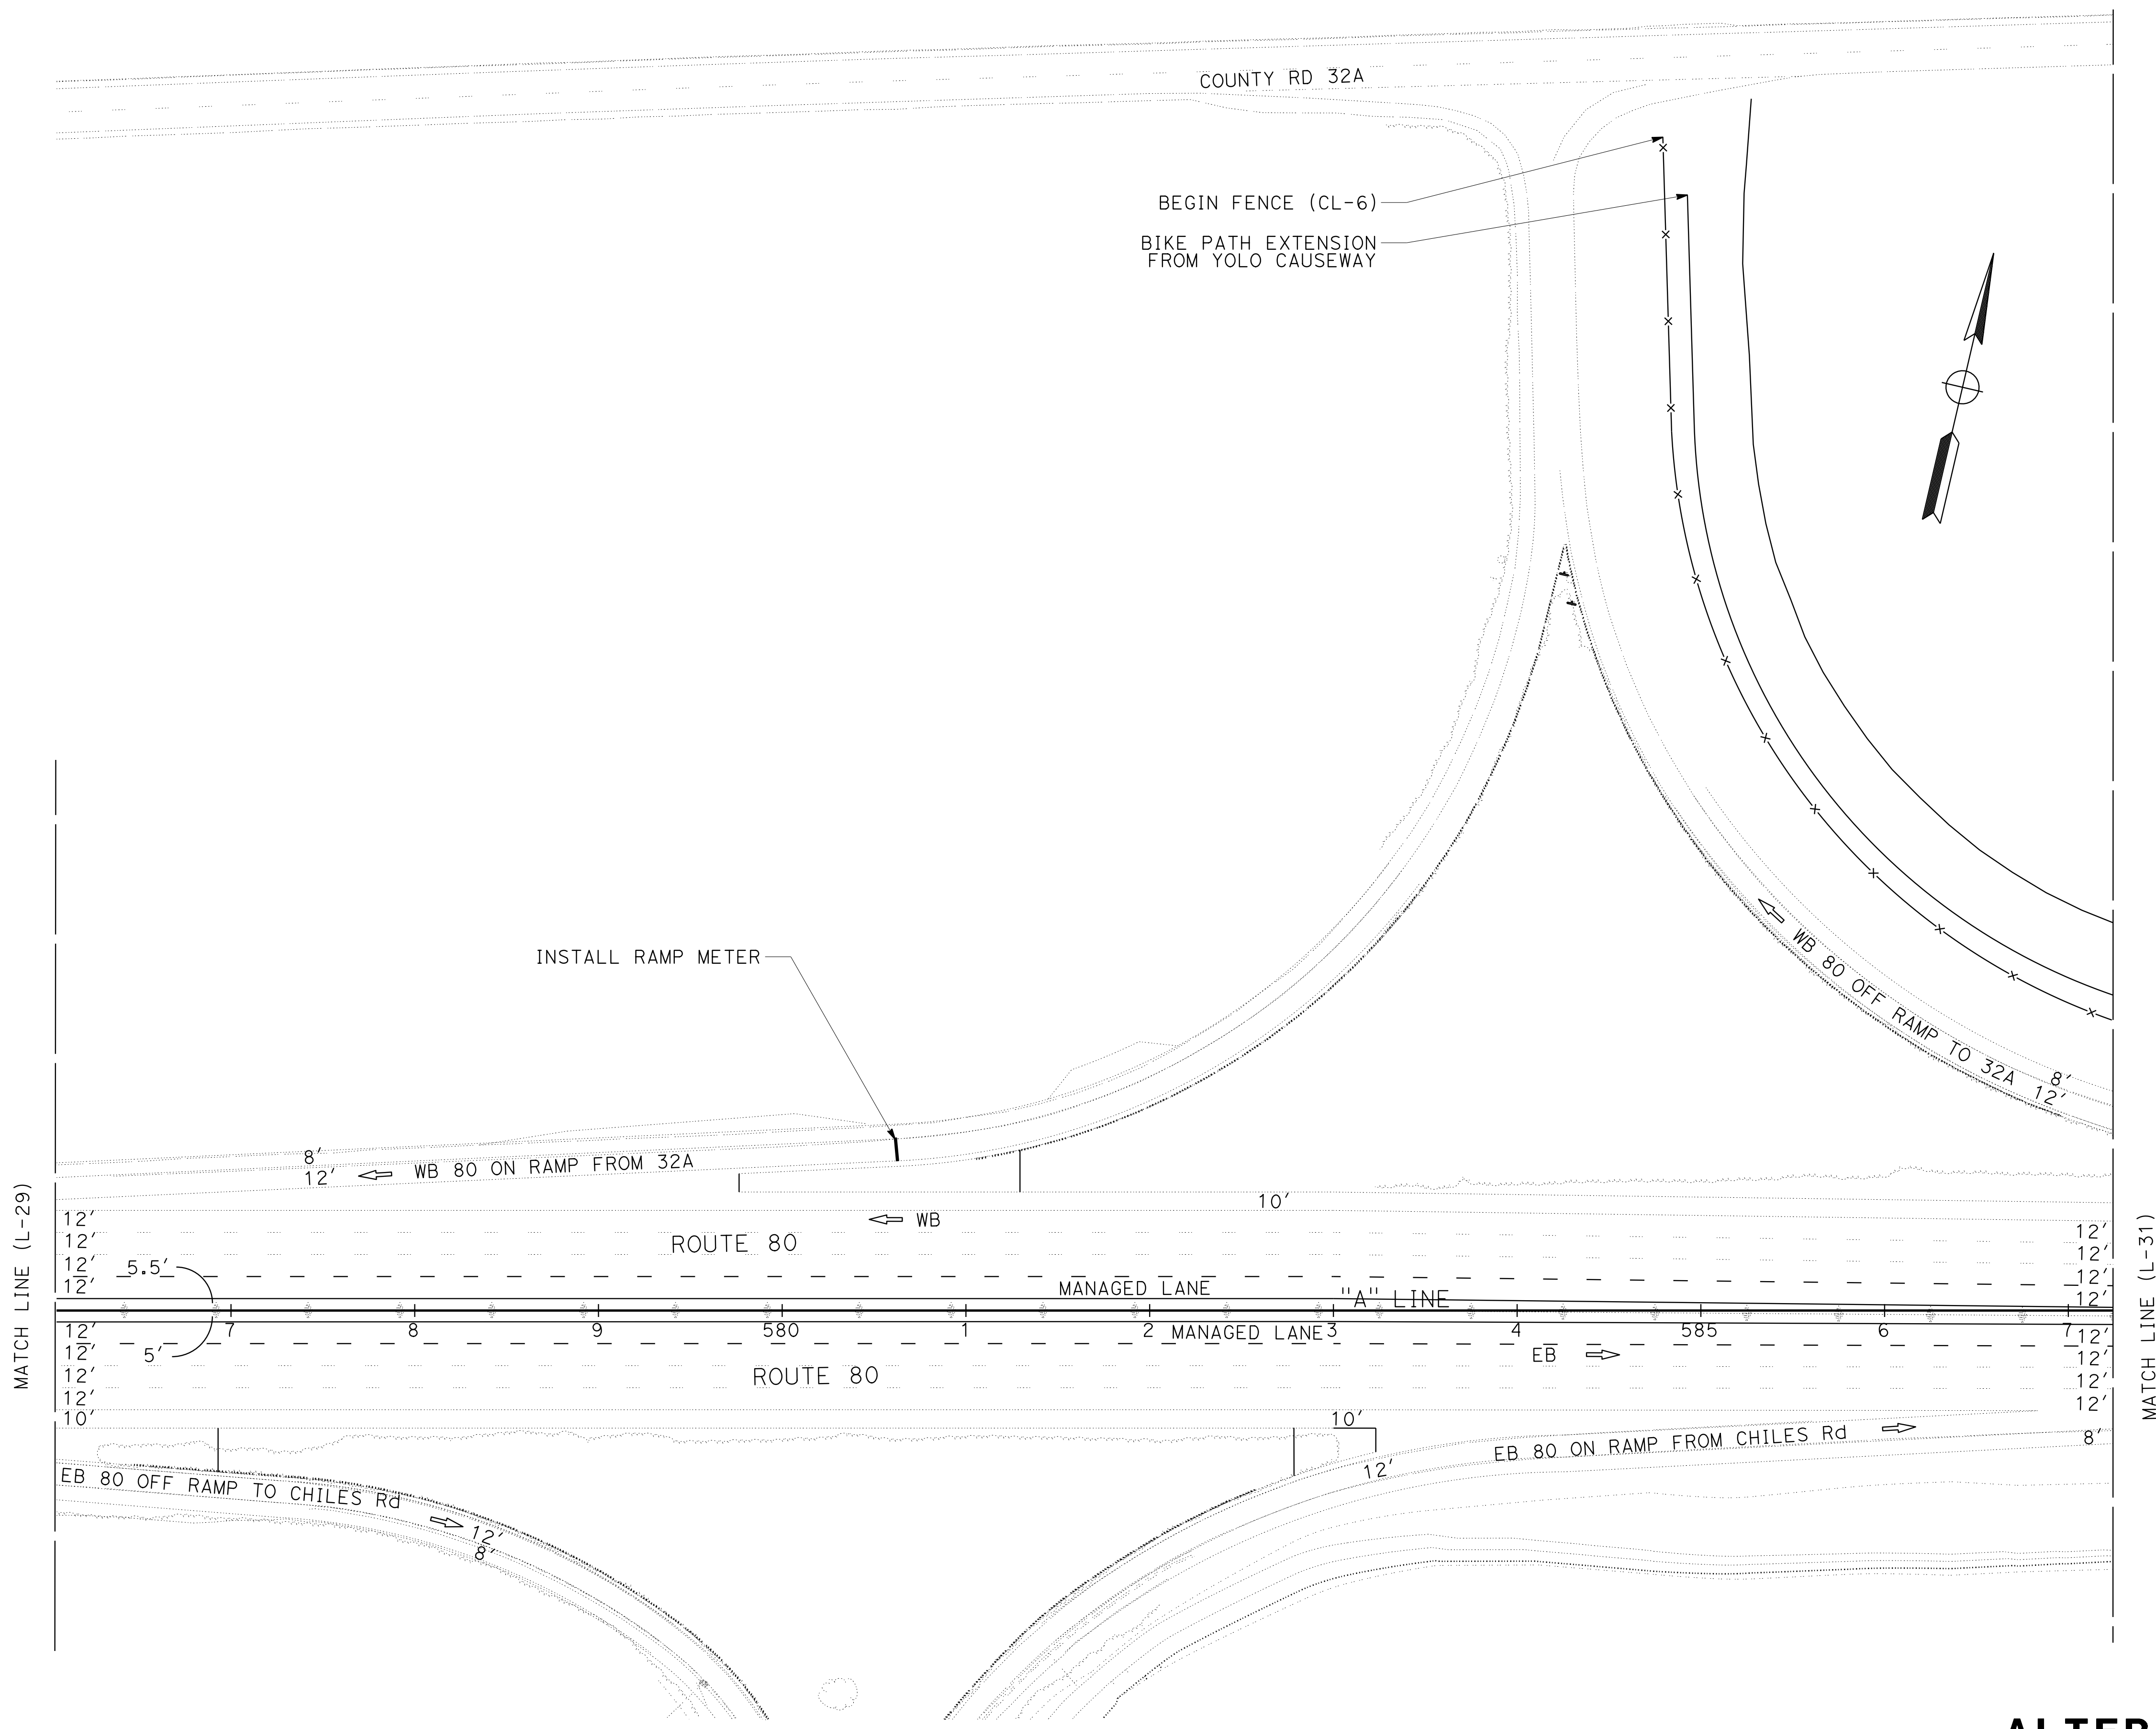 COUNTY RD 32A
BEGIN FENCE (CL-6)
BIKE PATH EXTENSION
FROM YOLO CAUSEWAY
INSTALL RAMP METER
WB 80 OFF RAMP TO 32A
8'
12'
8'
12'
WB 80 ON RAMP FROM 32A
10'
MATCH LINE (L-29)
MATCH LINE (L-31)
12'
12'
12'
12'
WB
ROUTE 80
12'
12'
12'
12'
5.5'
MANAGED LANE
"A" LINE
7
8
9
580
1
2
3
4
585
6
7
MANAGED LANE
5'
12'
12'
12'
12'
10'
EB
12'
12'
12'
12'
ROUTE 80
10'
12'
EB 80 ON RAMP FROM CHILES Rd
8'
EB 80 OFF RAMP TO CHILES Rd
12'
8'